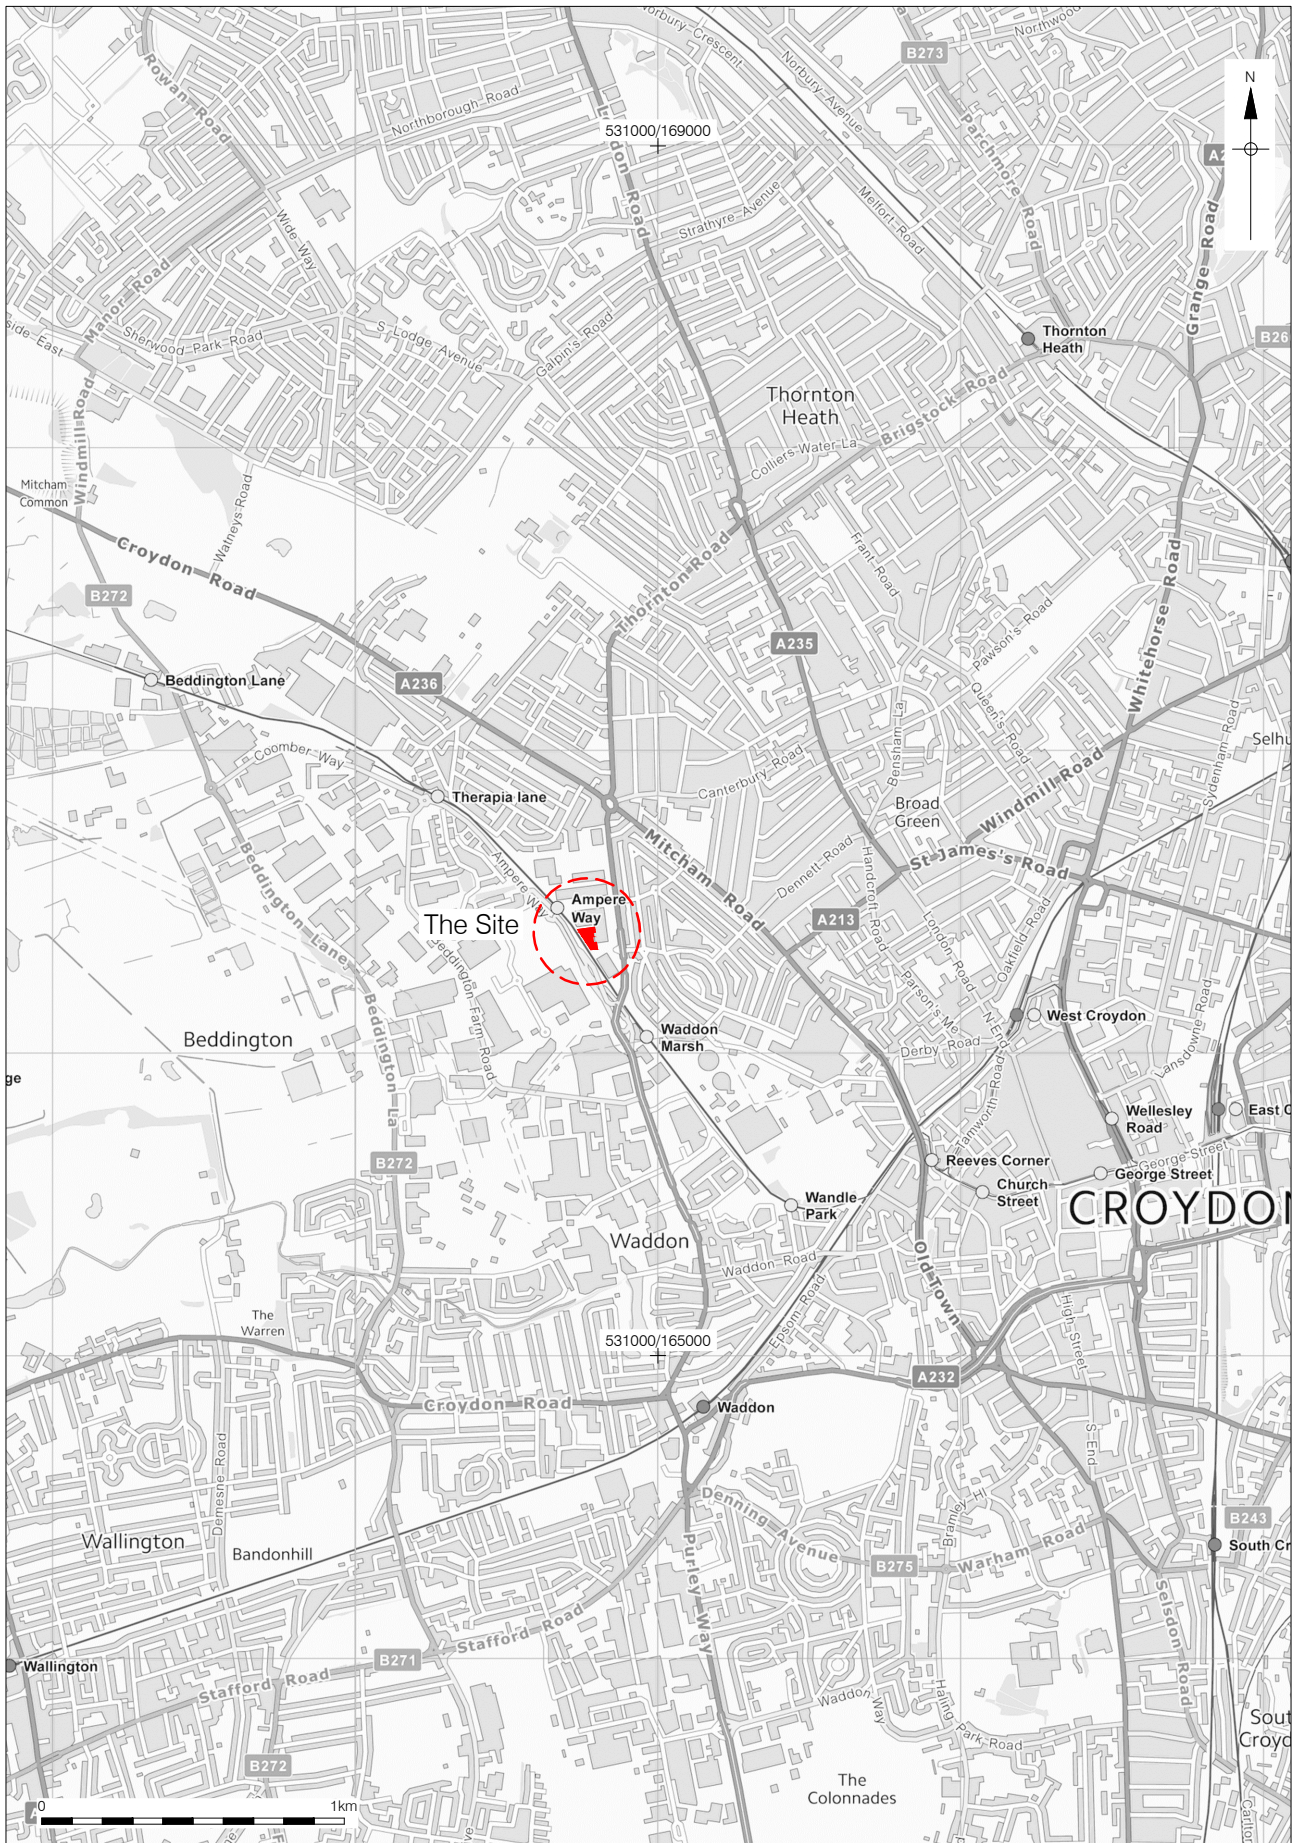 Norbury-Crescent
Norbury-Avenue
B273
Northwood
N
Rowan-Road
Northborough-Road
London Road
531000/169000
Parchmore Road
Melfort-Road
Strathyre-Avenue
Wide-Way
Grange-Road
Manor-Road
side-East
Sherwood-Park-Road
S-Lodge-Avenue
Galpin's-Road
Thornton
Heath
B26
Thornton
Heath
Brigstock-Road
Colliers-Water-La
Windmill-Road
Mitcham
Common
Watneys-Road
Croydon-Road
B272
Thornton-Road
Frant-Road
A235
Pawson's-Road
Whitehorse-Road
Beddington Lane
A236
Queen's-Road
Bensham-La
Sydenham-Road
Selhu
Coomber-Way
Canterbury-Road
Therapia lane
Broad
Green
Windmill-Road
Beddington-Lane
Ampere-Way
Mitcham-Road
Dennett-Road
St-James's-Road
Handcroft-Road
Ampere
Way
The Site
A213
London-Road
Oakfield-Road
Beddington-Farm-Road
Parson's-Me
N-End
West Croydon
Lansdowne-Road
Beddington-La
Beddington
Waddon
Marsh
Derby-Road
ge
Tamworth-Road
Wellesley
Road
East C
B272
Reeves Corner
George-Street
George Street
Church
Street
Wandle
Park
CROYDON
Waddon
Waddon-Road
Old-Town
Epsom-Road
The
Warren
High-Street
531000/165000
A232
Croydon-Road
Waddon
S-End
Demesne-Road
Denning-Avenue
Bramley-Hl
B243
Wallington
Bandonhill
South Cr
B275
Warham-Road
Purley-Way
Selsdon-Road
Stafford-Road
B271
Wallington
Stafford-Road
Waddon-Way
Haling-Park-Road
Sout
Croyd
B272
The
Colonnades
0 1km